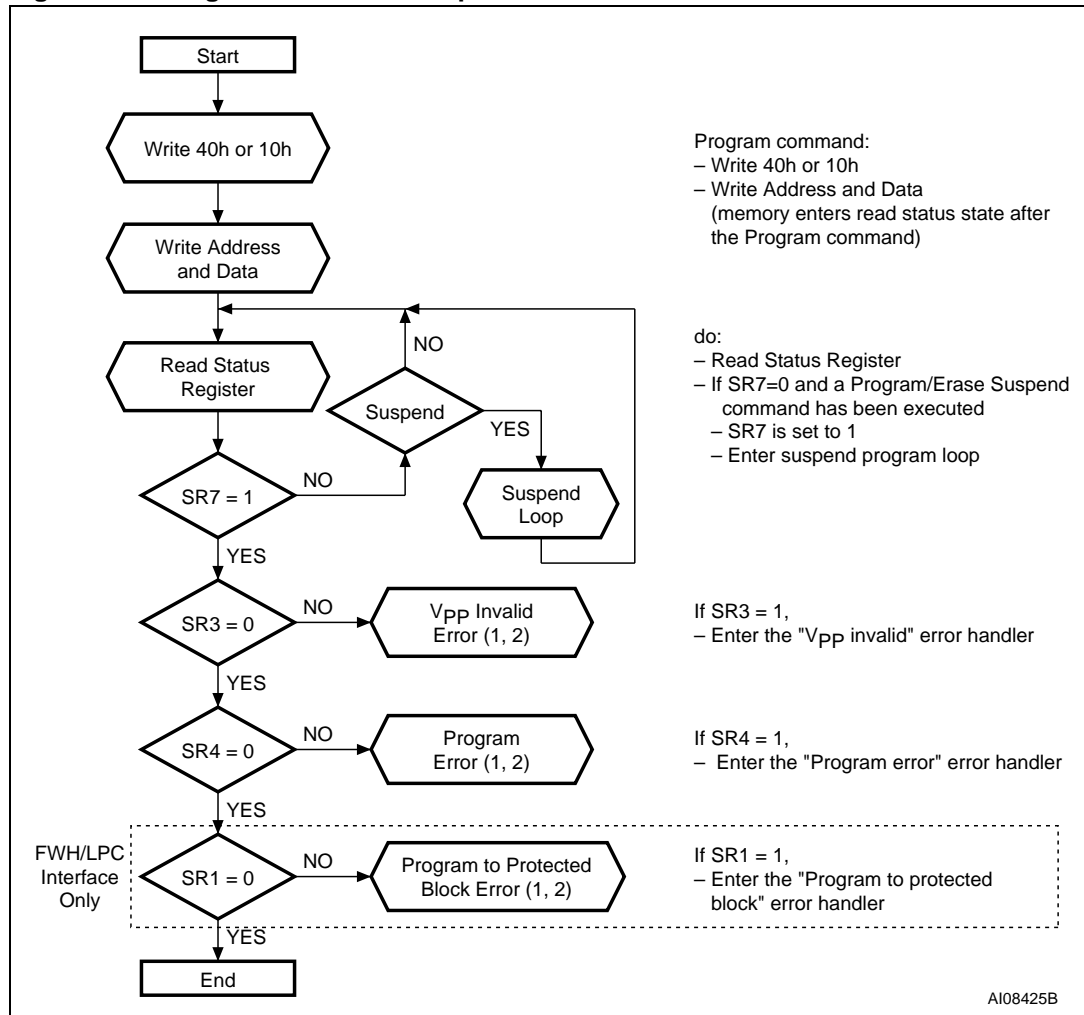 Start
Write 40h or 10h
Program command:
– Write 40h or 10h
– Write Address and Data
(memory enters read status state after
the Program command)
Write Address
and Data
NO
do:
– Read Status Register
– If SR7=0 and a Program/Erase Suspend
command has been executed
– SR7 is set to 1
– Enter suspend program loop
Read Status
Register
Suspend
YES
SR7 = 1
NO
Suspend
Loop
YES
SR3 = 0
NO
VPP Invalid
Error (1, 2)
If SR3 = 1,
– Enter the "VPP invalid" error handler
YES
SR4 = 0
NO
Program
Error (1, 2)
If SR4 = 1,
– Enter the "Program error" error handler
YES
FWH/LPC
Interface
Only
SR1 = 0
NO
Program to Protected
Block Error (1, 2)
If SR1 = 1,
– Enter the "Program to protected
block" error handler
YES
End
AI08425B